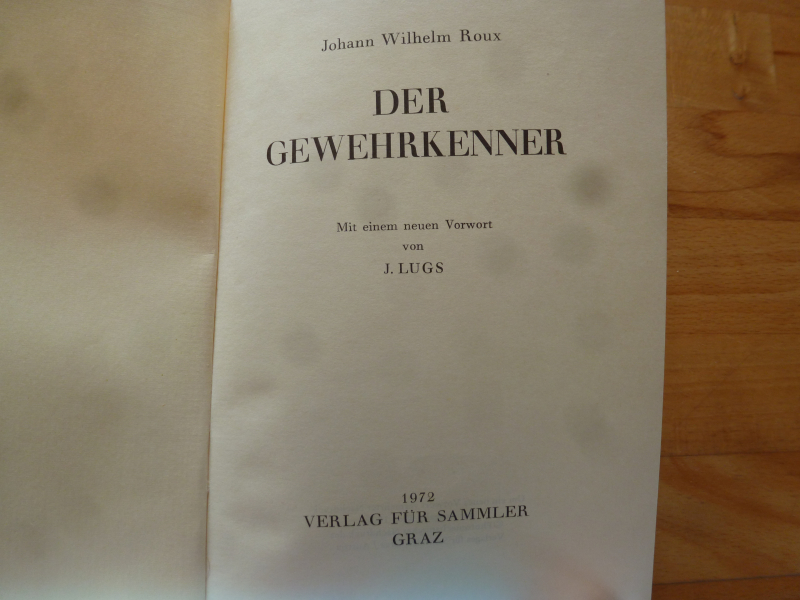 Johann Wilhelm Roux
DER
GEWEHRKENNER
Mit einem neuen Vorwort
von
J. LUGS
1972
VERLAG FÜR SAMMLER
GRAZ